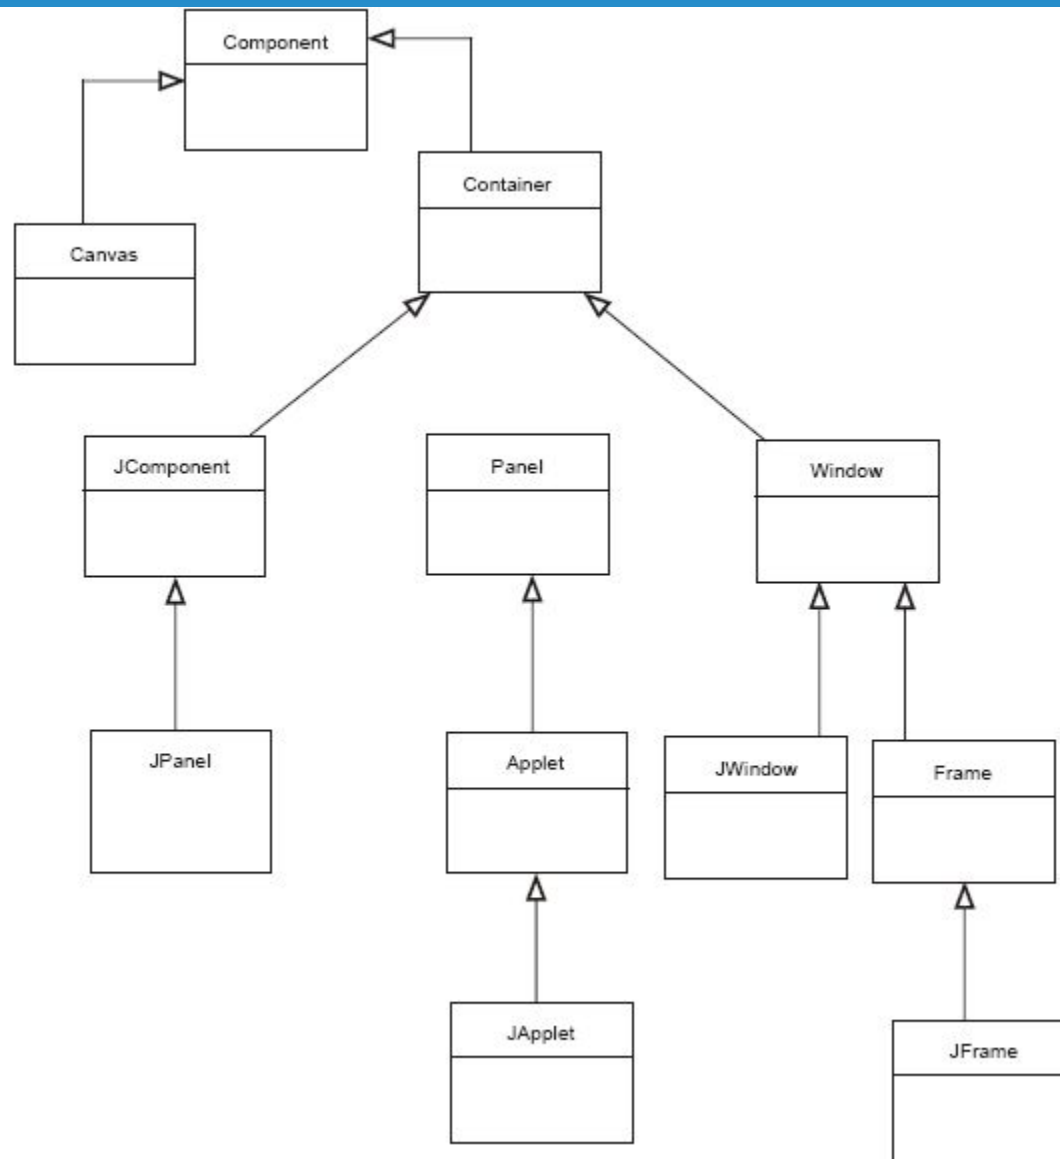 Component
Container
Canvas
JComponent
Panel
Window
JPanel
Applet
JWindow
Frame
JApplet
JFrame